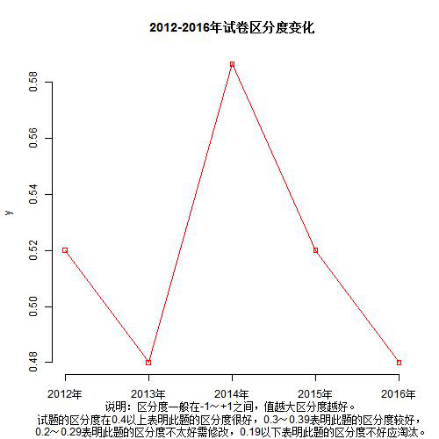 2012-2016年试卷区分度变化
0.58
0.56
0.54
0.52
0.50
0.48
y
2012年 2013年 2014年 2015年 2016年
说明：区分度一般在-1～+1之间，值越大区分度越好。
试题的区分度在0.4以上表明此题的区分度很好，0.3～0.39表明此题的区分度较好，
0.2～0.29表明此题的区分度不太好需修改，0.19以下表明此题的区分度不好应淘汰。